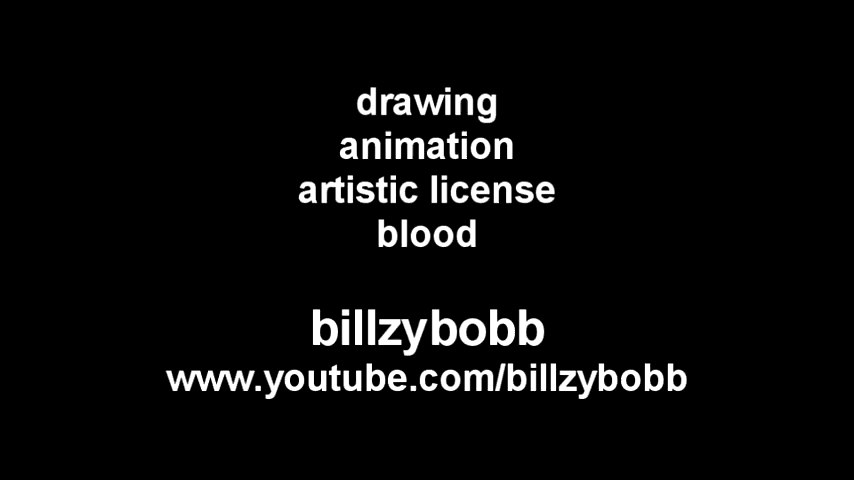 drawing
animation
artistic license
blood
billzybobb
www.youtube.com/billzybobb